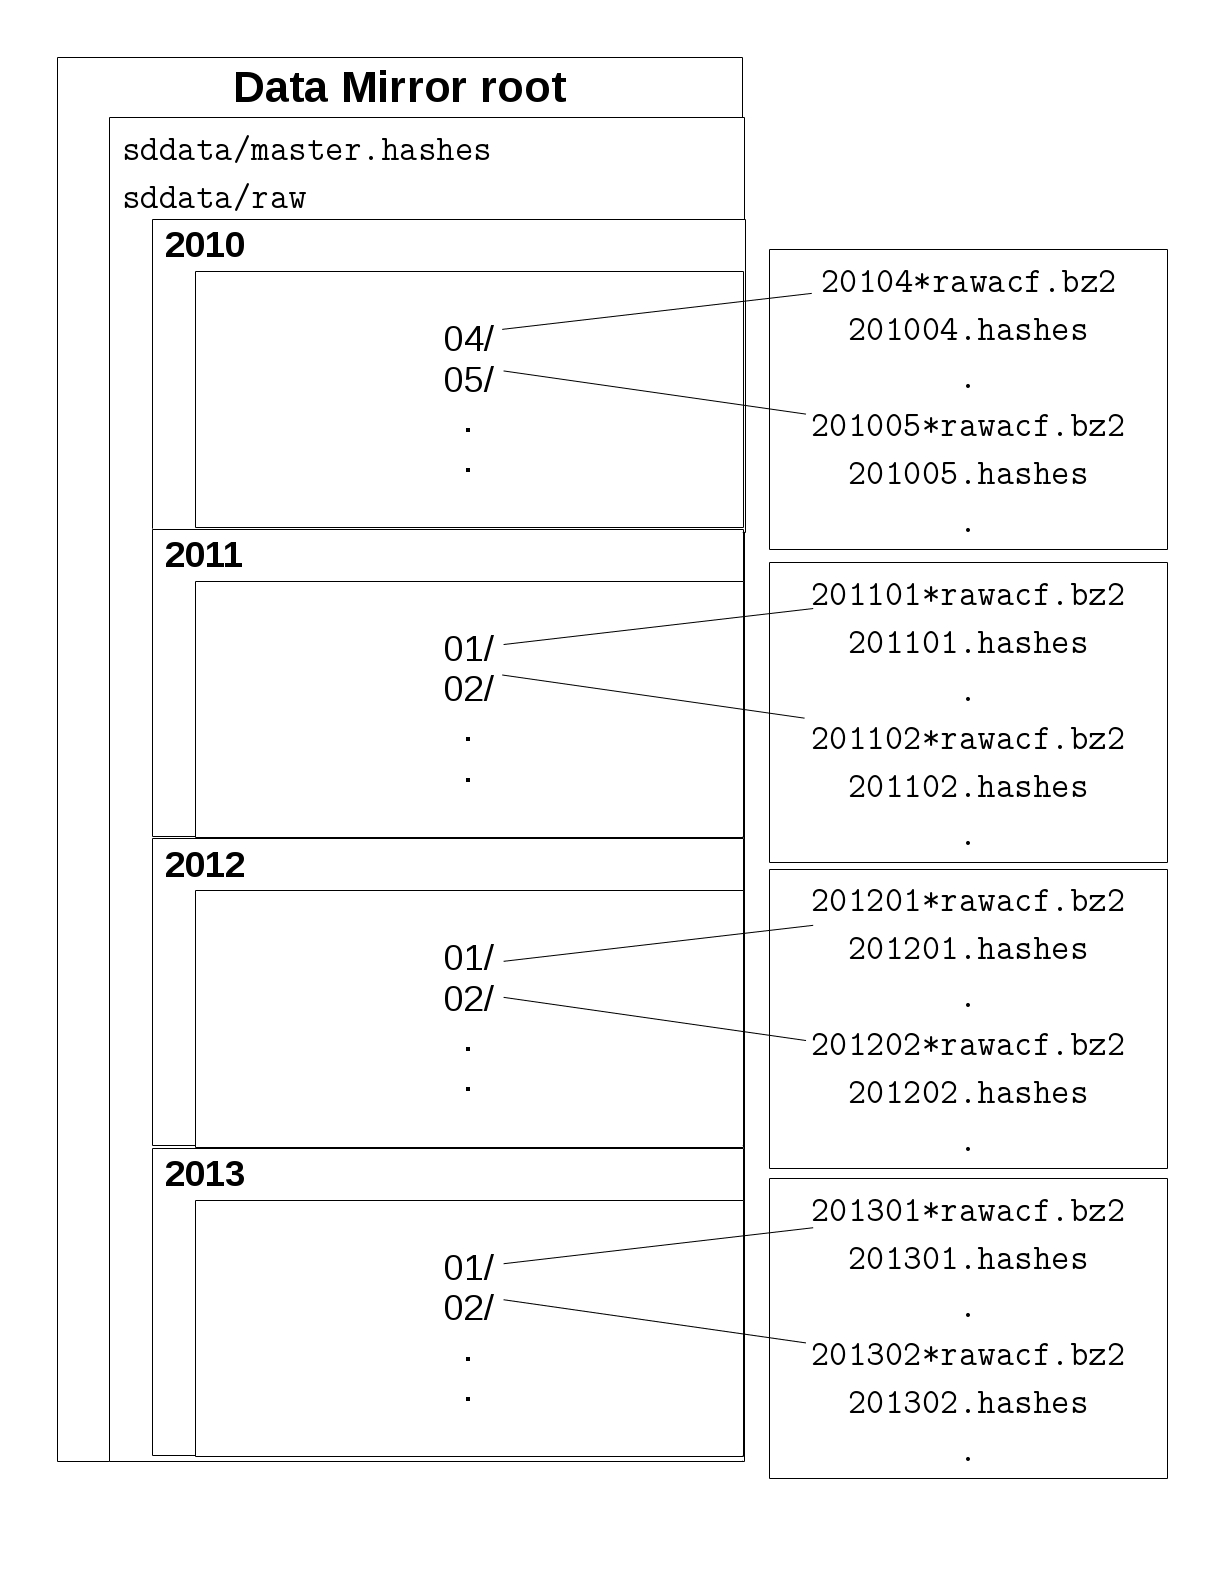 Data Mirror root
sddata/master.hashes
sddata/raw
2010
04/
05/
.
.
20104*rawacf.bz2
201004.hashes
.
201005*rawacf.bz2
201005.hashes
.
2011
01/
02/
.
.
201101*rawacf.bz2
201101.hashes
.
201102*rawacf.bz2
201102.hashes
.
2012
01/
02/
.
.
201201*rawacf.bz2
201201.hashes
.
201202*rawacf.bz2
201202.hashes
.
2013
01/
02/
.
.
201301*rawacf.bz2
201301.hashes
.
201302*rawacf.bz2
201302.hashes
.